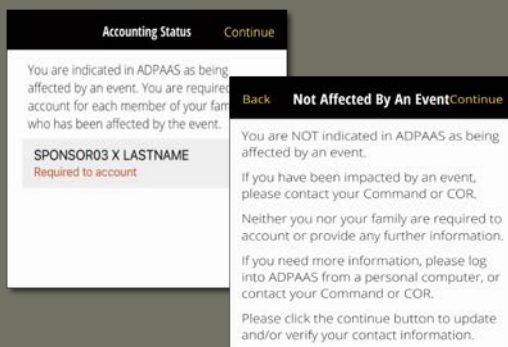 Accounting Status Continue
You are indicated in ADPAAS as being
affected by an event. You are required
account for each member of your fam
who has been affected by the event.
SPONSOR03 X LASTNAME
Required to account
Back Not Affected By An Event Continue
You are NOT indicated in ADPAAS as being
affected by an event.
If you have been impacted by an event,
please contact your Command or COR.
Neither you nor your family are required to
account or provide any further information.
If you need more information, please log
into ADPAAS from a personal computer, or
contact your Command or COR.
Please click the continue button to update
and/or verify your contact information.